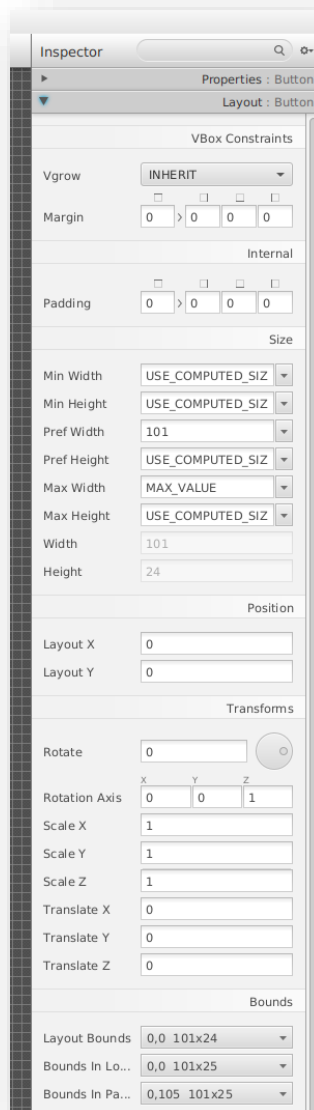 Inspector
Properties : Button
Layout : Button
VBox Constraints
Vgrow INHERIT
Margin 0 0 0 0
Internal
Padding 0 0 0 0
Size
Min Width USE_COMPUTED_SIZ
Min Height USE_COMPUTED_SIZ
Pref Width 101
Pref Height USE_COMPUTED_SIZ
Max Width MAX_VALUE
Max Height USE_COMPUTED_SIZ
Width 101
Height 24
Position
Layout X 0
Layout Y 0
Transforms
Rotate 0
X Y Z
Rotation Axis 0 0 1
Scale X 1
Scale Y 1
Scale Z 1
Translate X 0
Translate Y 0
Translate Z 0
Bounds
Layout Bounds 0,0 101x24
Bounds In Lo... 0,0 101x25
Bounds In Pa... 0,105 101x25